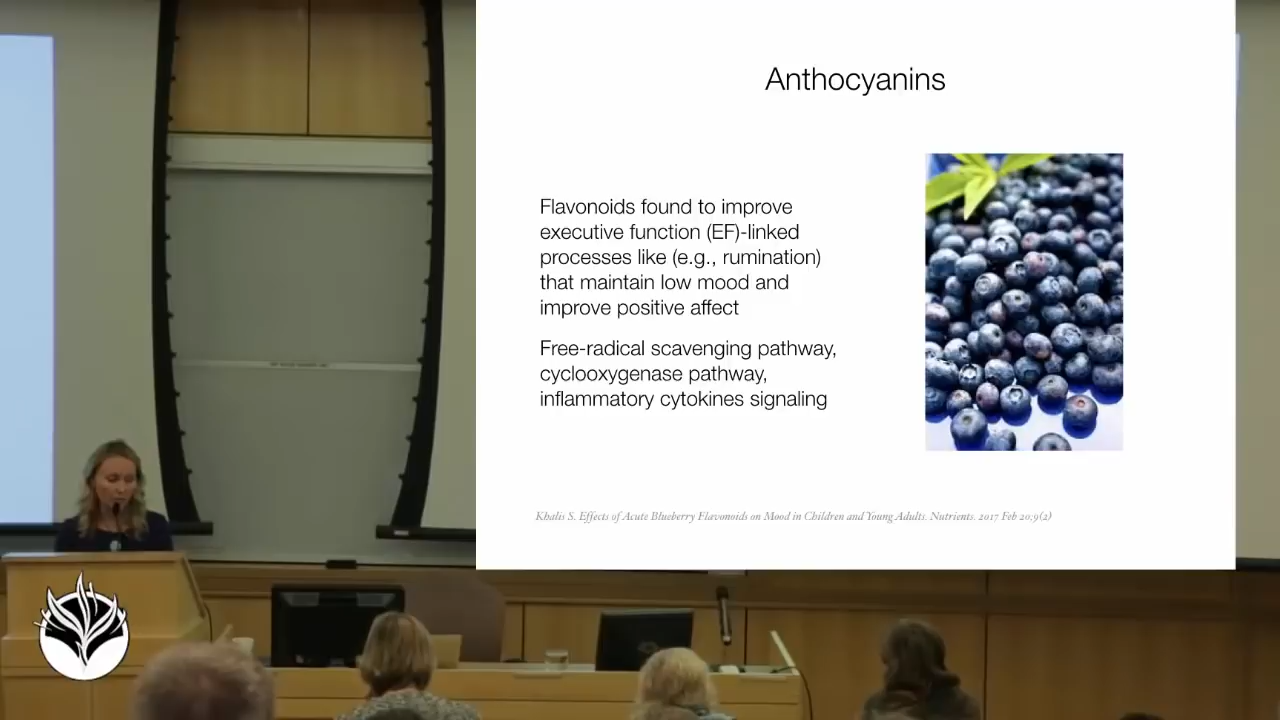 Anthocyanins
Flavonoids found to improve
executive function (EF)-linked
processes like (e.g., rumination)
that maintain low mood and
improve positive affect
Free-radical scavenging pathway,
cyclooxygenase pathway,
inflammatory cytokines signaling
Khalis S. Effects of Acute Blueberry Flavonoids on Mood in Children and Young Adults. Nutrients. 2017 Feb 20;9(2)